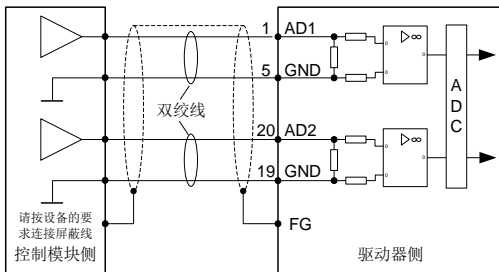 1 AD1
5 GND
双绞线
20 AD2
19 GND
FG
▷∞
▷∞
ADC
请按设备的要
求连接屏蔽线
控制模块侧
驱动器侧